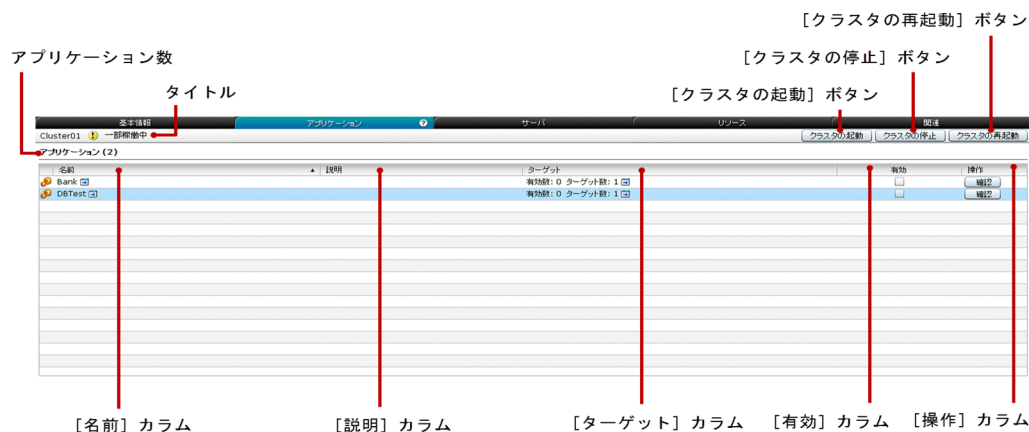 [クラスタの再起動] ボタン
アプリケーション数
[クラスタの停止] ボタン
タイトル
[クラスタの起動] ボタン
基本情報 アプリケーション ? サーバ リソース 関連
Cluster01 ! 一部稼働中 クラスタの起動 クラスタの停止 クラスタの再起動
アプリケーション (2)
名前 ▲ 説明 ターゲット 有効 操作
Bank 有効数: 0 ターゲット数: 1 確認
DBTest 有効数: 0 ターゲット数: 1 確認
[名前] カラム [説明] カラム [ターゲット] カラム [有効] カラム [操作] カラム